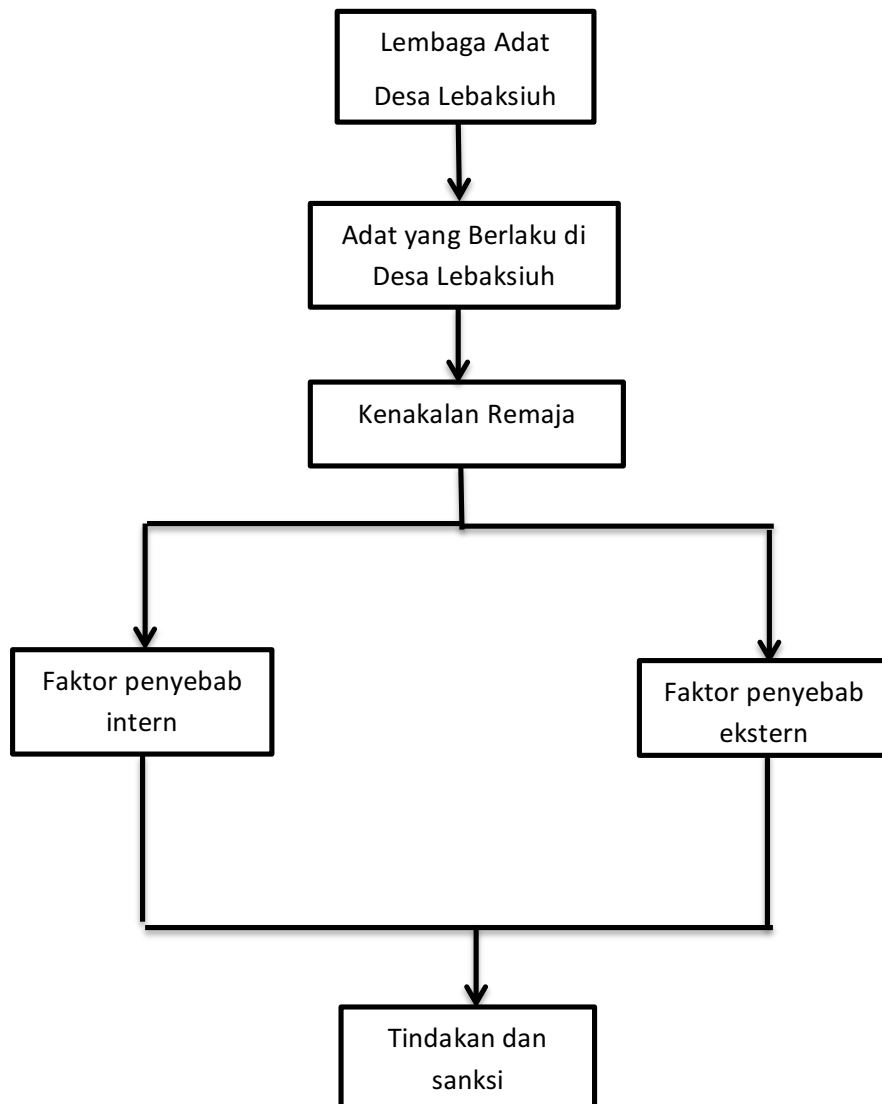 Lembaga Adat
Desa Lebaksiuh
Adat yang Berlaku di
Desa Lebaksiuh
Kenakalan Remaja
Faktor penyebab
intern
Faktor penyebab
ekstern
Tindakan dan
sanksi